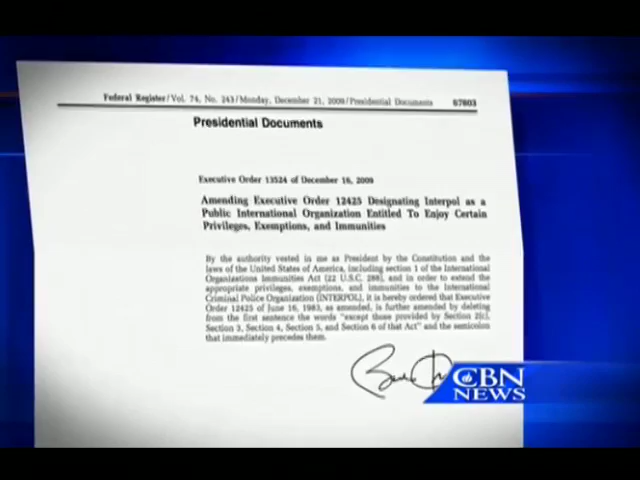 Federal Register/Vol. 74, No. 243/Monday, December 21, 2009/Presidential Documents 67803
Presidential Documents
Executive Order 13524 of December 16, 2009
Amending Executive Order 12425 Designating Interpol as a
Public International Organization Entitled To Enjoy Certain
Privileges, Exemptions, and Immunities
By the authority vested in me as President by the Constitution and the
laws of the United States of America, including section 1 of the International
Organizations Immunities Act (22 U.S.C. 288), and in order to extend the
appropriate privileges, exemptions, and immunities to the International
Criminal Police Organization (INTERPOL), it is hereby ordered that Executive
Order 12425 of June 16, 1983, as amended, is further amended by deleting
from the first sentence the words "except those provided by Section 2(c),
Section 3, Section 4, Section 5, and Section 6 of that Act" and the semicolon
that immediately precedes them.
CBN
NEWS